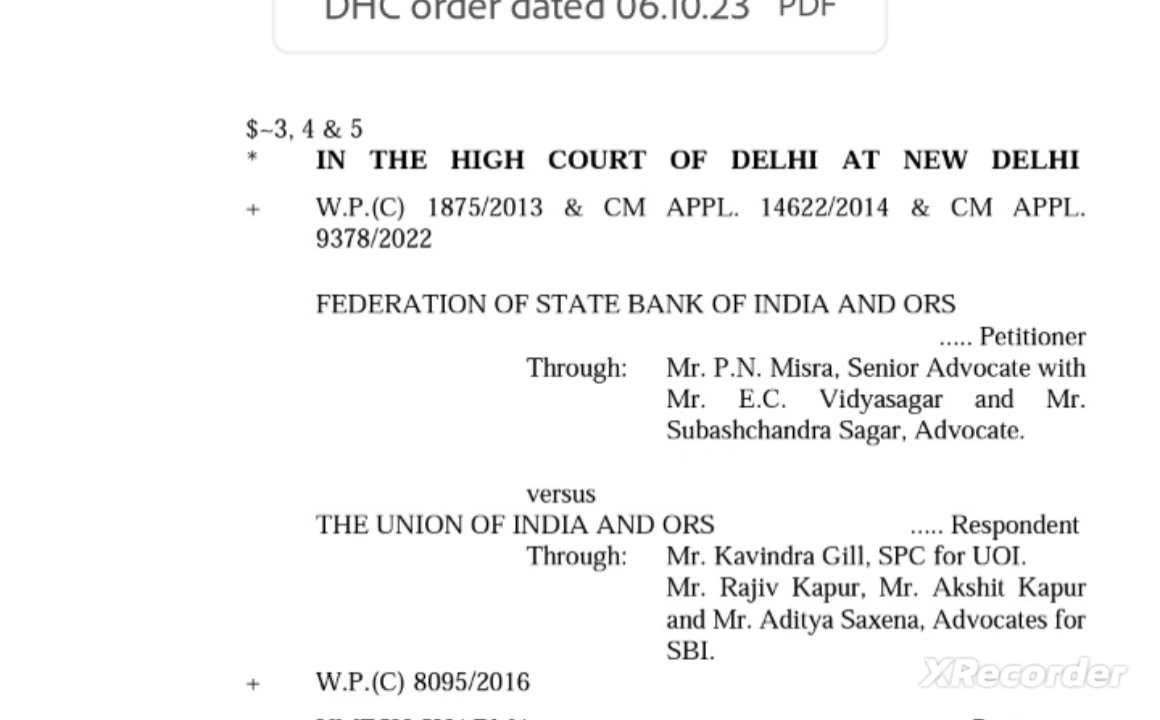 DHC order dated 06.10.23 PDF
$~3, 4 & 5
* IN THE HIGH COURT OF DELHI AT NEW DELHI
+ W.P.(C) 1875/2013 & CM APPL. 14622/2014 & CM APPL.
9378/2022
FEDERATION OF STATE BANK OF INDIA AND ORS
..... Petitioner
Through: Mr. P.N. Misra, Senior Advocate with
Mr. E.C. Vidyasagar and Mr.
Subashchandra Sagar, Advocate.
versus
THE UNION OF INDIA AND ORS ..... Respondent
Through: Mr. Kavindra Gill, SPC for UOI.
Mr. Rajiv Kapur, Mr. Akshit Kapur
and Mr. Aditya Saxena, Advocates for
SBI.
XRecorder
+ W.P.(C) 8095/2016